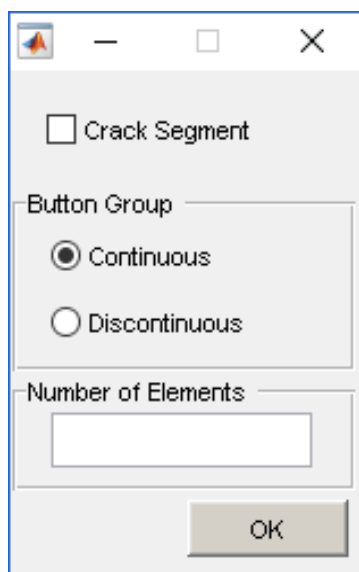 Crack Segment
Button Group
Continuous
Discontinuous
Number of Elements
OK